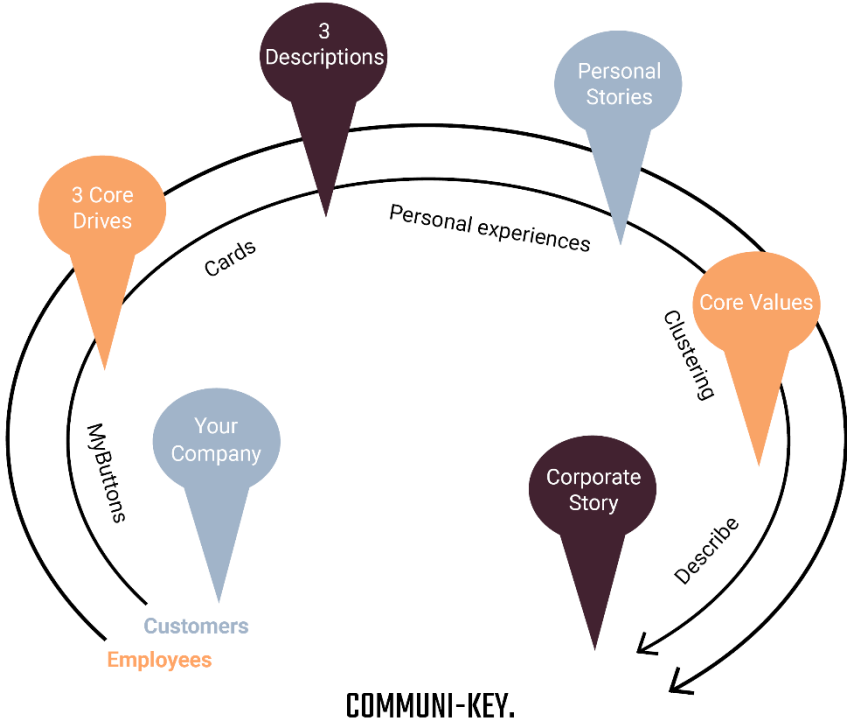 3
Descriptions
Personal
Stories
3 Core
Drives
Cards
Personal experiences
Core Values
Clustering
MyButtons
Your
Company
Corporate
Story
Describe
Customers
Employees
COMMUNI-KEY.